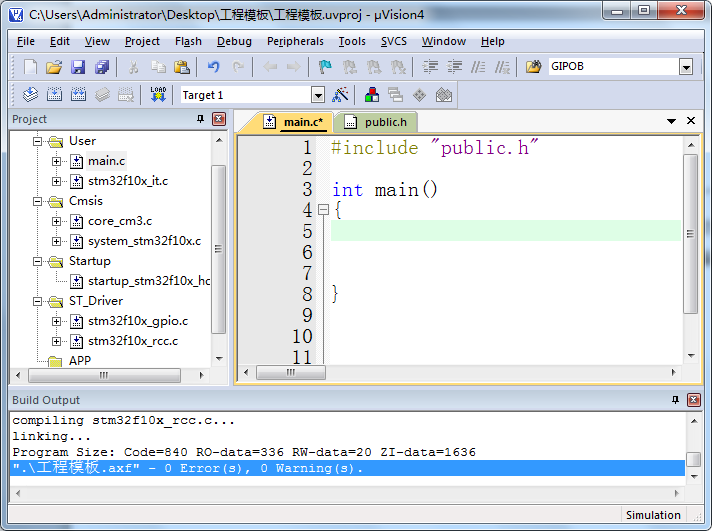 C:\Users\Administrator\Desktop\工程模板\工程模板.uvproj - µVision4
File Edit View Project Flash Debug Peripherals Tools SVCS Window Help
GIPOB
LOAD
Target 1
Project
main.c*
public.h
User
main.c
stm32f10x_it.c
Cmsis
core_cm3.c
system_stm32f10x.c
Startup
startup_stm32f10x_hc
ST_Driver
stm32f10x_gpio.c
stm32f10x_rcc.c
APP
1 #include "public.h"
2
3 int main()
4 {
5
6
7
8 }
9
10
11
Build Output
compiling stm32f10x_rcc.c...
linking...
Program Size: Code=840 RO-data=336 RW-data=20 ZI-data=1636
".\工程模板.axf" - 0 Error(s), 0 Warning(s).
Simulation